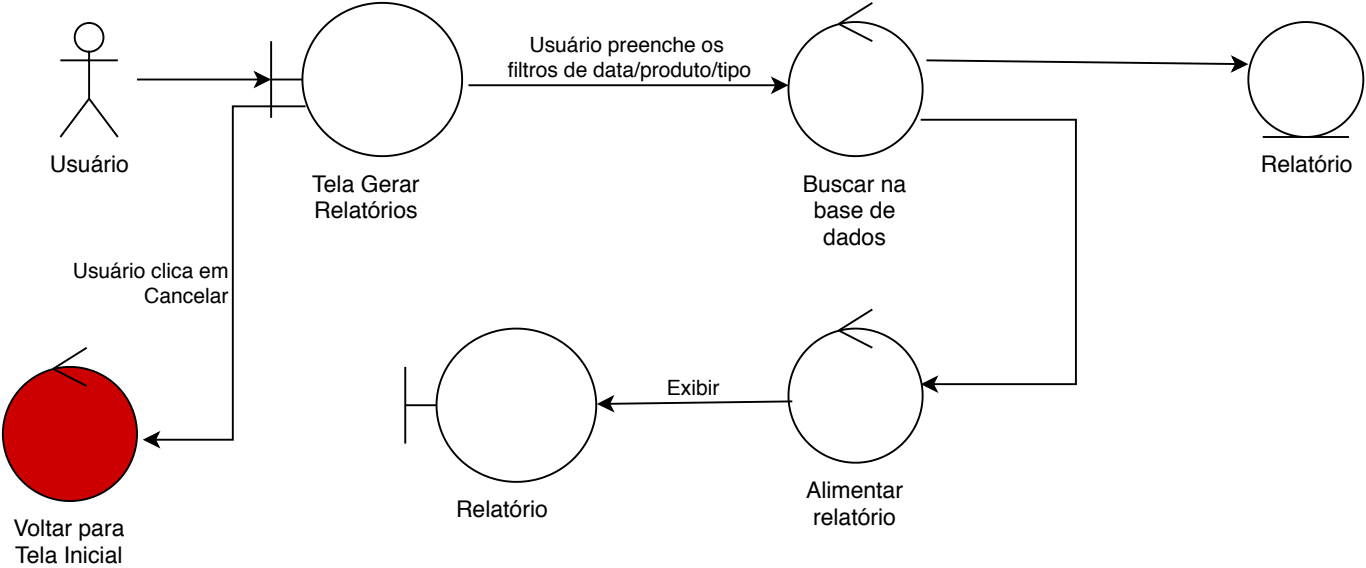 Usuário preenche os
filtros de data/produto/tipo
Usuário
Tela Gerar
Relatórios
Buscar na
base de
dados
Relatório
Usuário clica em
Cancelar
Exibir
Relatório
Alimentar
relatório
Voltar para
Tela Inicial